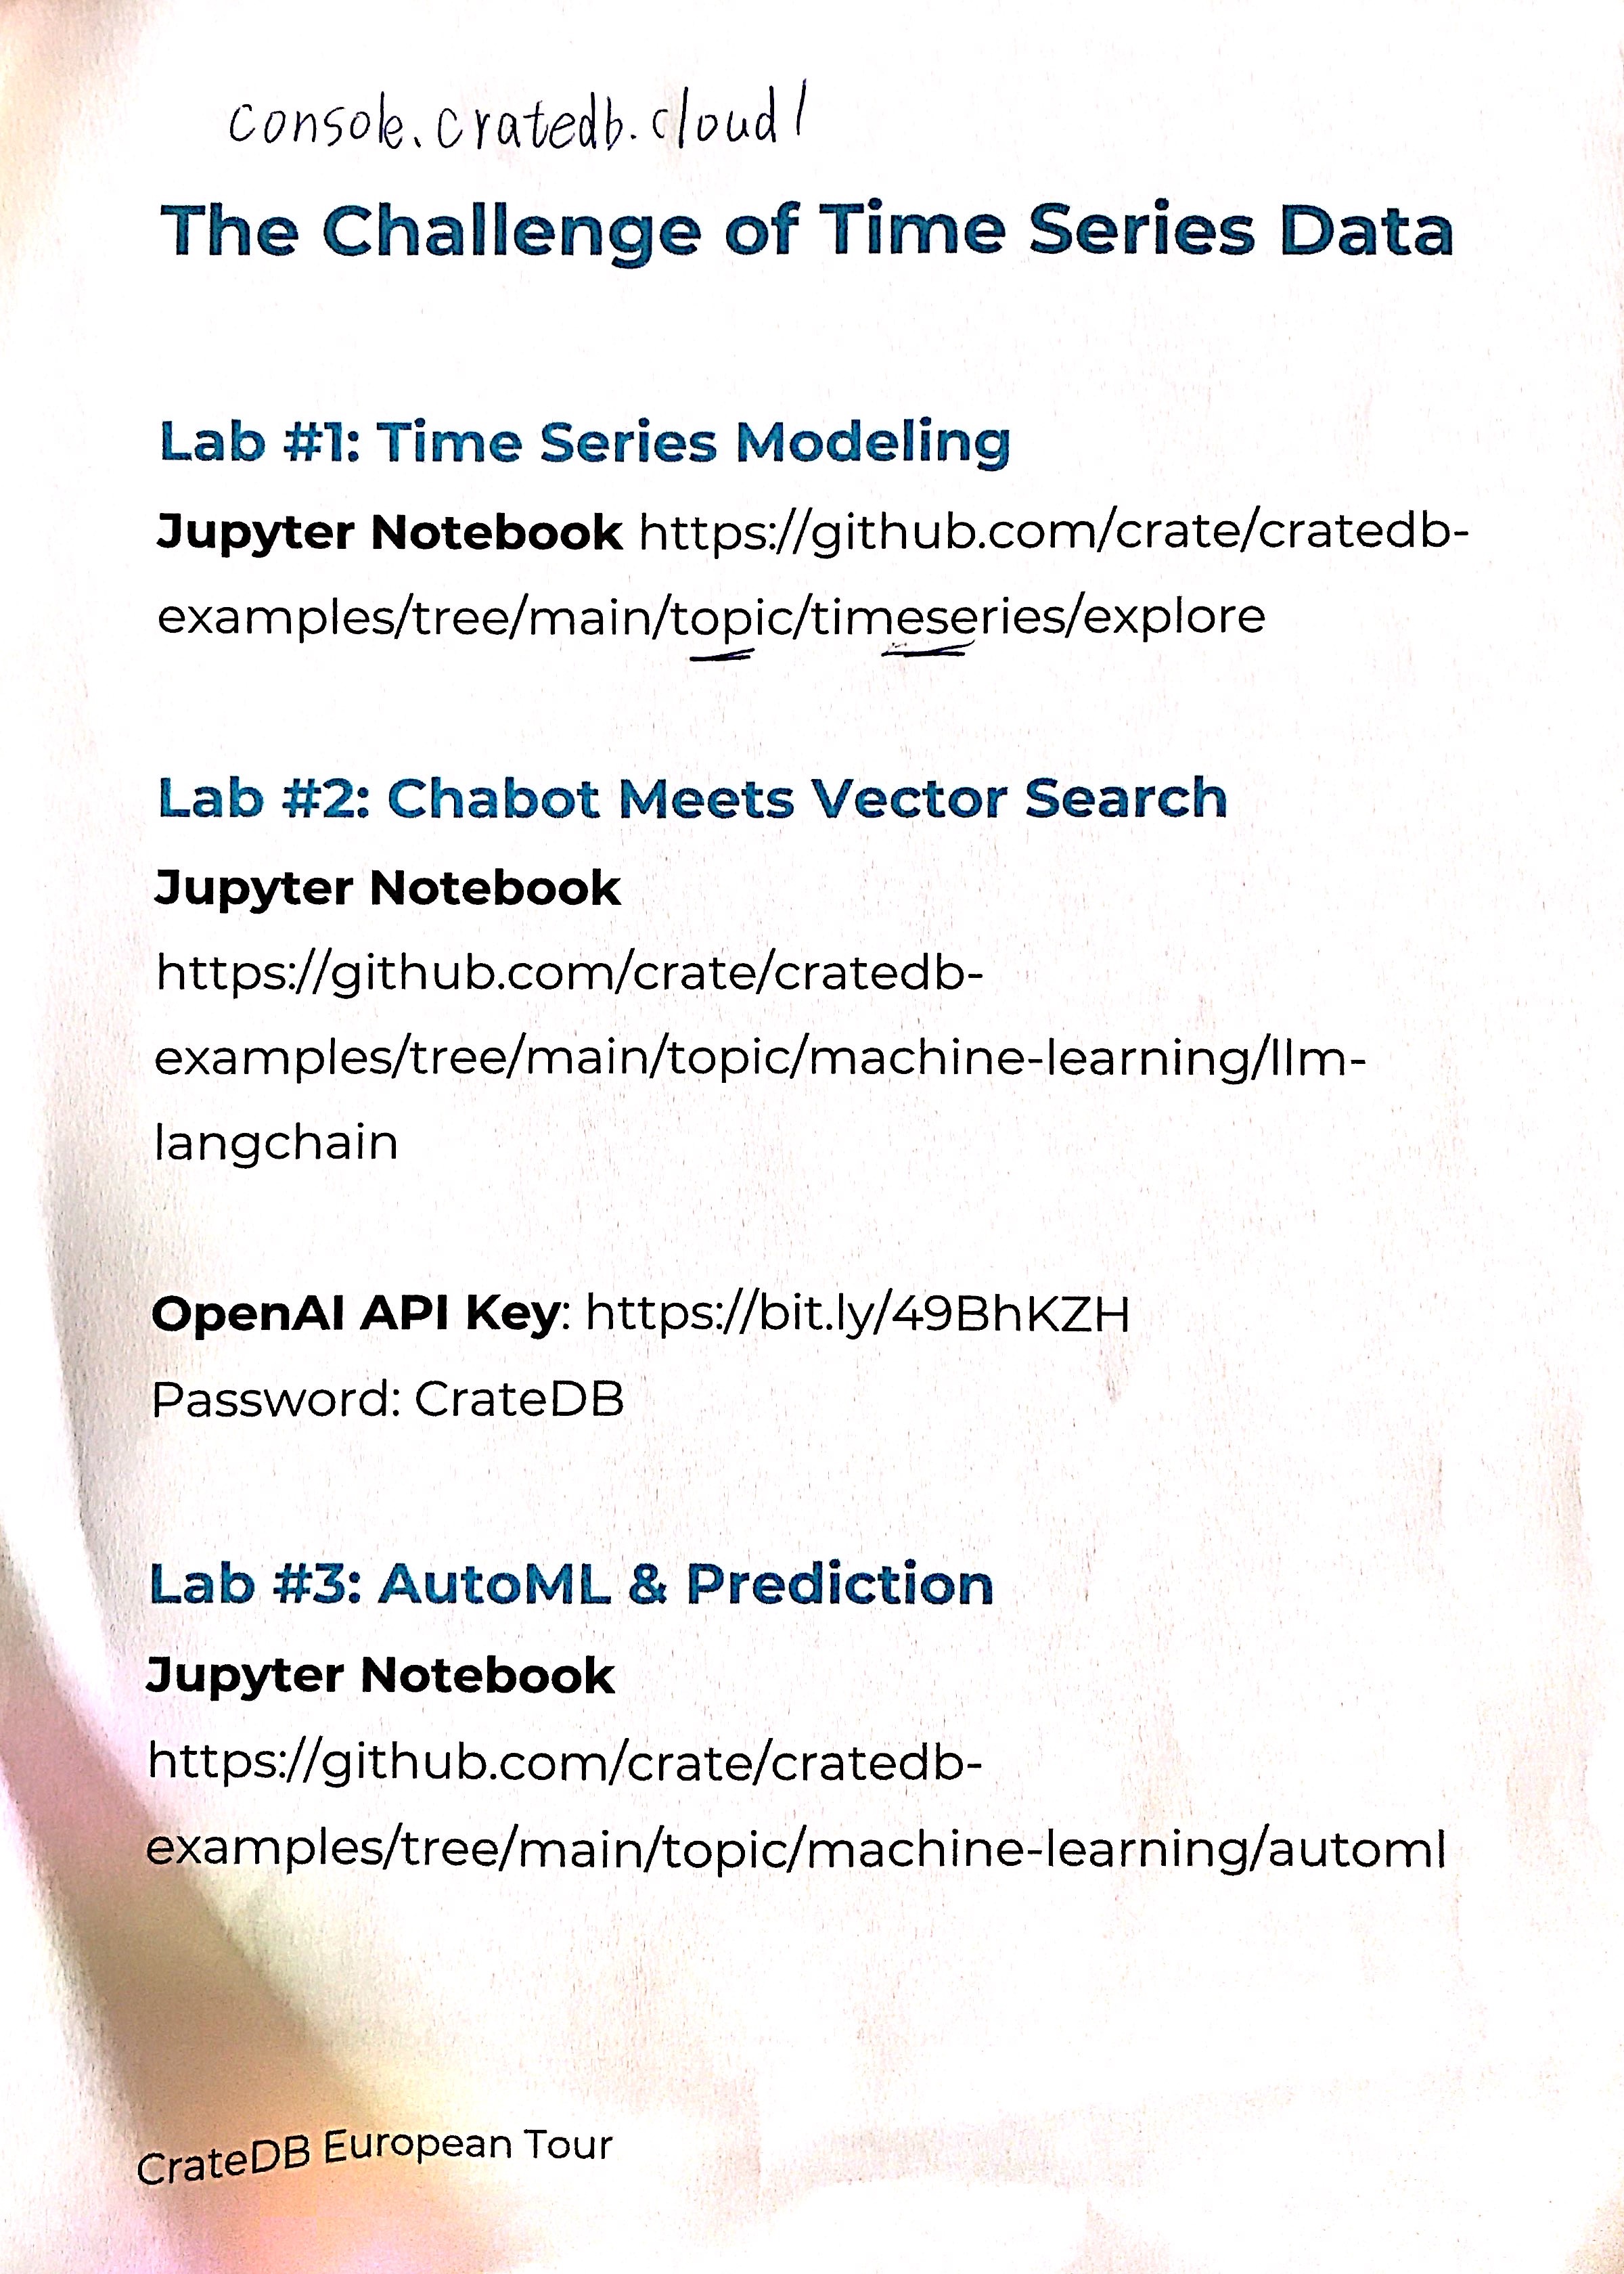 console.cratedb.cloud/
The Challenge of Time Series Data
Lab #1: Time Series Modeling
Jupyter Notebook https://github.com/crate/cratedb-
examples/tree/main/topic/timeseries/explore
Lab #2: Chabot Meets Vector Search
Jupyter Notebook
https://github.com/crate/cratedb-
examples/tree/main/topic/machine-learning/llm-
langchain
OpenAI API Key: https://bit.ly/49BhKZH
Password: CrateDB
Lab #3: AutoML & Prediction
Jupyter Notebook
https://github.com/crate/cratedb-
examples/tree/main/topic/machine-learning/automl
CrateDB European Tour